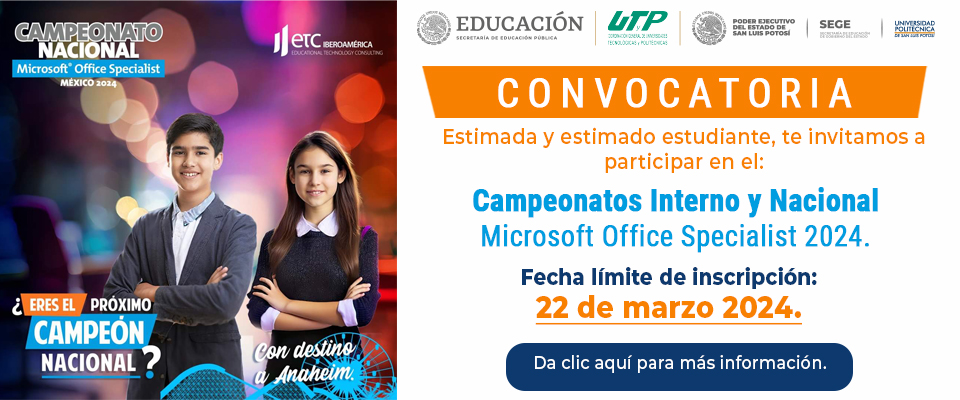 CAMPEONATO
NACIONAL
Microsoft® Office Specialist
MÉXICO 2024
etc IBEROAMÉRICA
EDUCATIONAL TECHNOLOGY CONSULTING
¿ ERES EL PRÓXIMO
CAMPEÓN
NACIONAL ?
Con destino
a Anaheim.
EDUCACIÓN
SECRETARÍA DE EDUCACIÓN PÚBLICA
UTP
COORDINACIÓN GENERAL DE UNIVERSIDADES
TECNOLÓGICAS Y POLITÉCNICAS
PODER EJECUTIVO
DEL ESTADO DE
SAN LUIS POTOSÍ
SEGE
SECRETARÍA DE EDUCACIÓN
DE GOBIERNO DEL ESTADO
UNIVERSIDAD
POLITÉCNICA
DE SAN LUIS POTOSÍ
CONVOCATORIA
Estimada y estimado estudiante, te invitamos a
participar en el:
Campeonatos Interno y Nacional
Microsoft Office Specialist 2024.
Fecha límite de inscripción:
22 de marzo 2024.
Da clic aquí para más información.